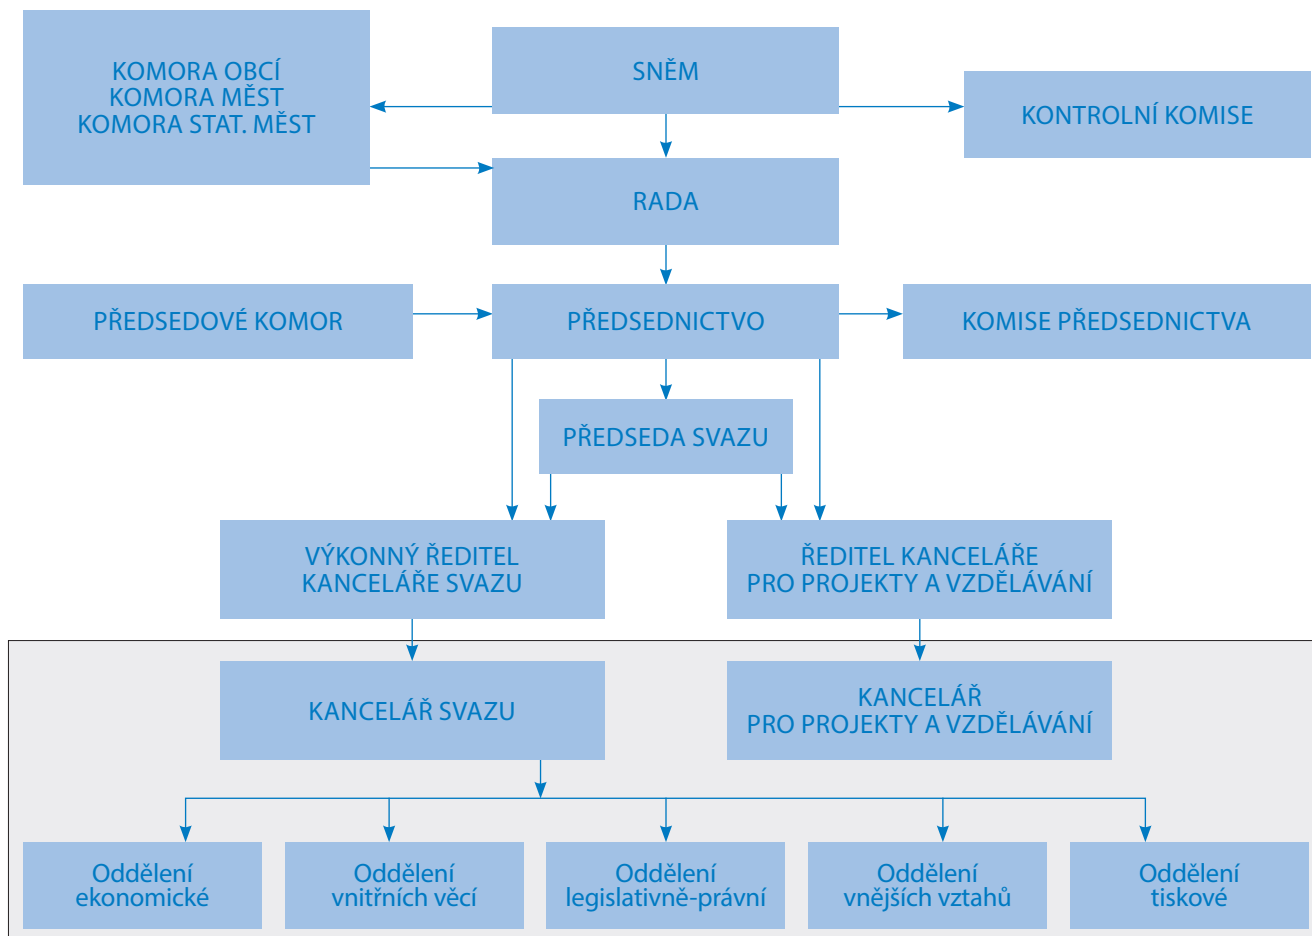 KOMORA OBCÍ
KOMORA MĚST
KOMORA STAT. MĚST
SNĚM
KONTROLNÍ KOMISE
RADA
PŘEDSEDOVÉ KOMOR
PŘEDSEDNICTVO
KOMISE PŘEDSEDNICTVA
PŘEDSEDA SVAZU
VÝKONNÝ ŘEDITEL
KANCELÁŘE SVAZU
ŘEDITEL KANCELÁŘE
PRO PROJEKTY A VZDĚLÁVÁNÍ
KANCELÁŘ SVAZU
KANCELÁŘ
PRO PROJEKTY A VZDĚLÁVÁNÍ
Oddělení
ekonomické
Oddělení
vnitřních věcí
Oddělení
legislativně-právní
Oddělení
vnějších vztahů
Oddělení
tiskové